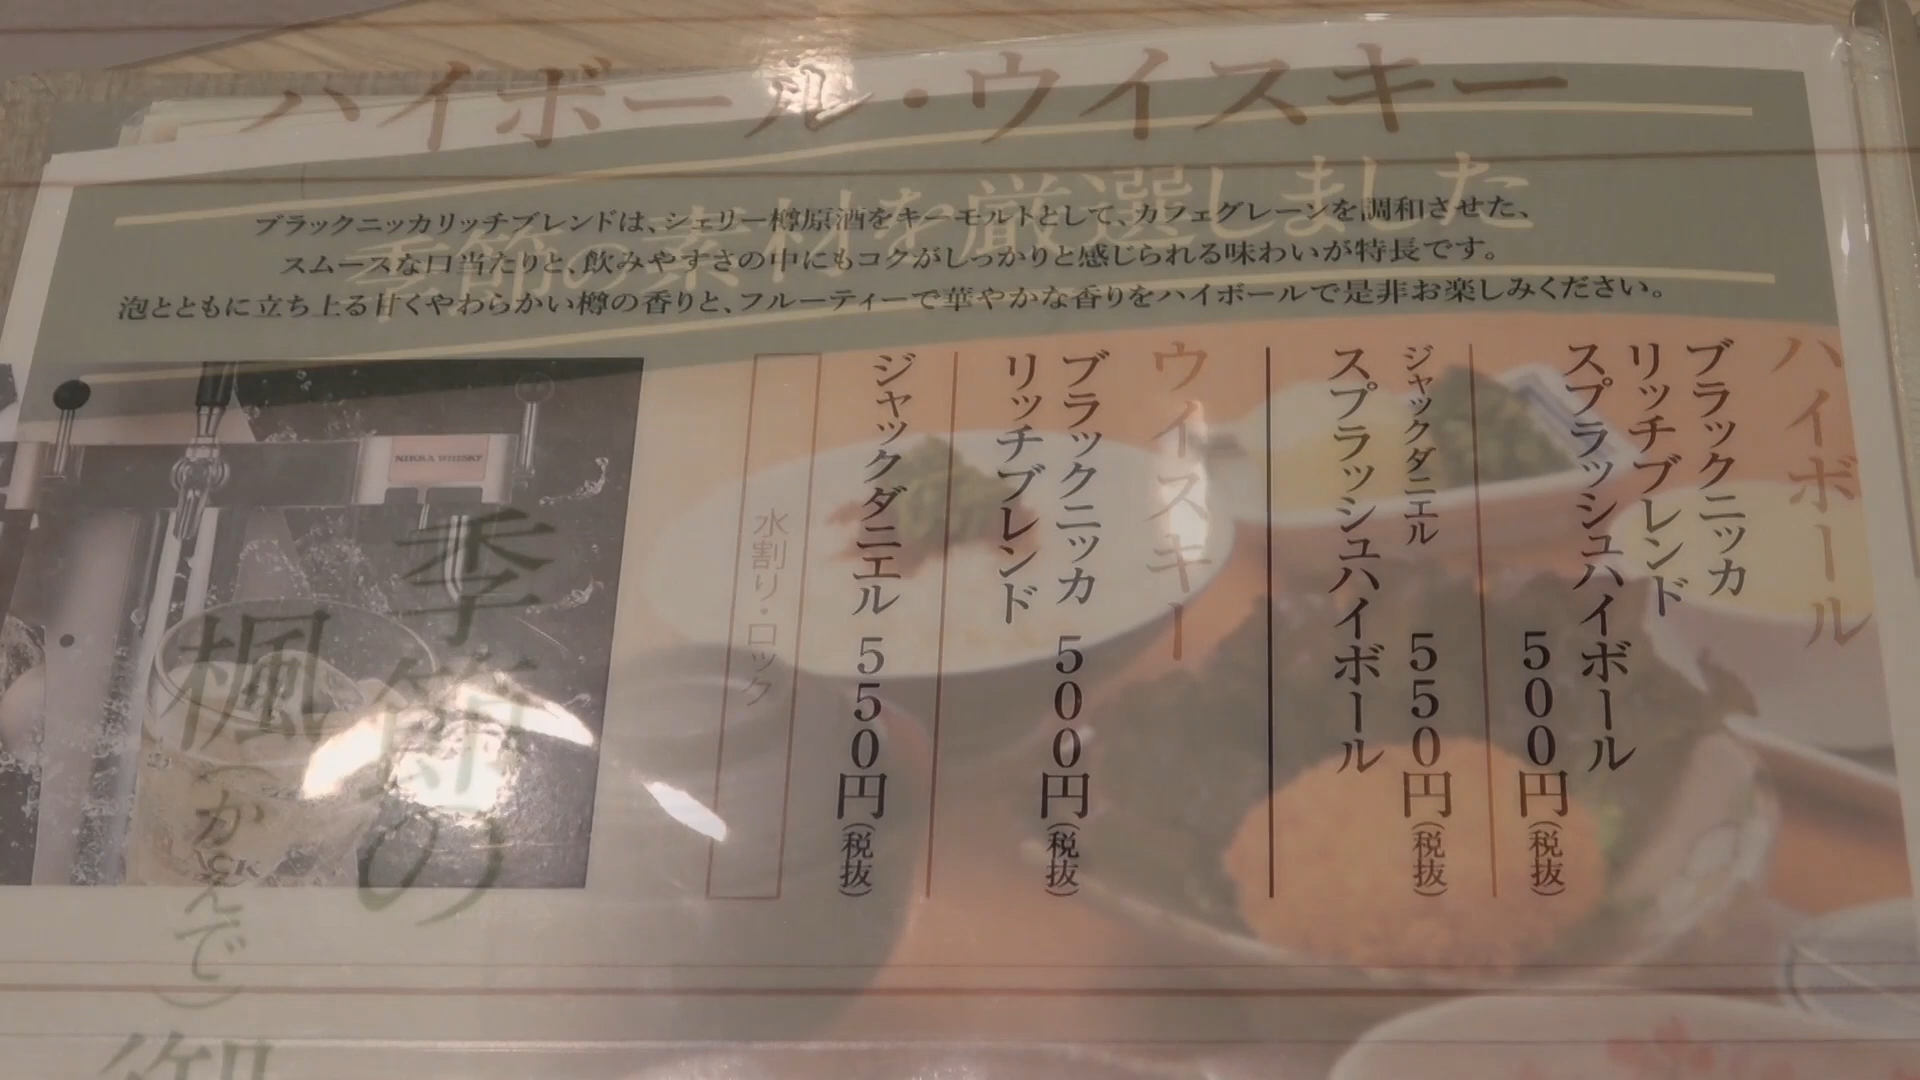 ハイボール・ウイスキー
季節の素材を厳選しました
ブラックニッカリッチブレンドは、シェリー樽原酒をキーモルトとして、カフェグレーンを調和させた、
スムースな口当たりと、飲みやすさの中にもコクがしっかりと感じられる味わいが特長です。
泡とともに立ち上る甘くやわらかい樽の香りと、フルーティーで華やかな香りをハイボールで是非お楽しみください。
ハイボール
ブラックニッカ
リッチブレンド
スプラッシュハイボール
500円(税抜)
ジャックダニエル
スプラッシュハイボール
550円(税抜)
ウイスキー
ブラックニッカ
リッチブレンド
500円(税抜)
ジャックダニエル 550円(税抜)
水割り・ロック
NIKKA WHISKY
季節の
楓(かえで)